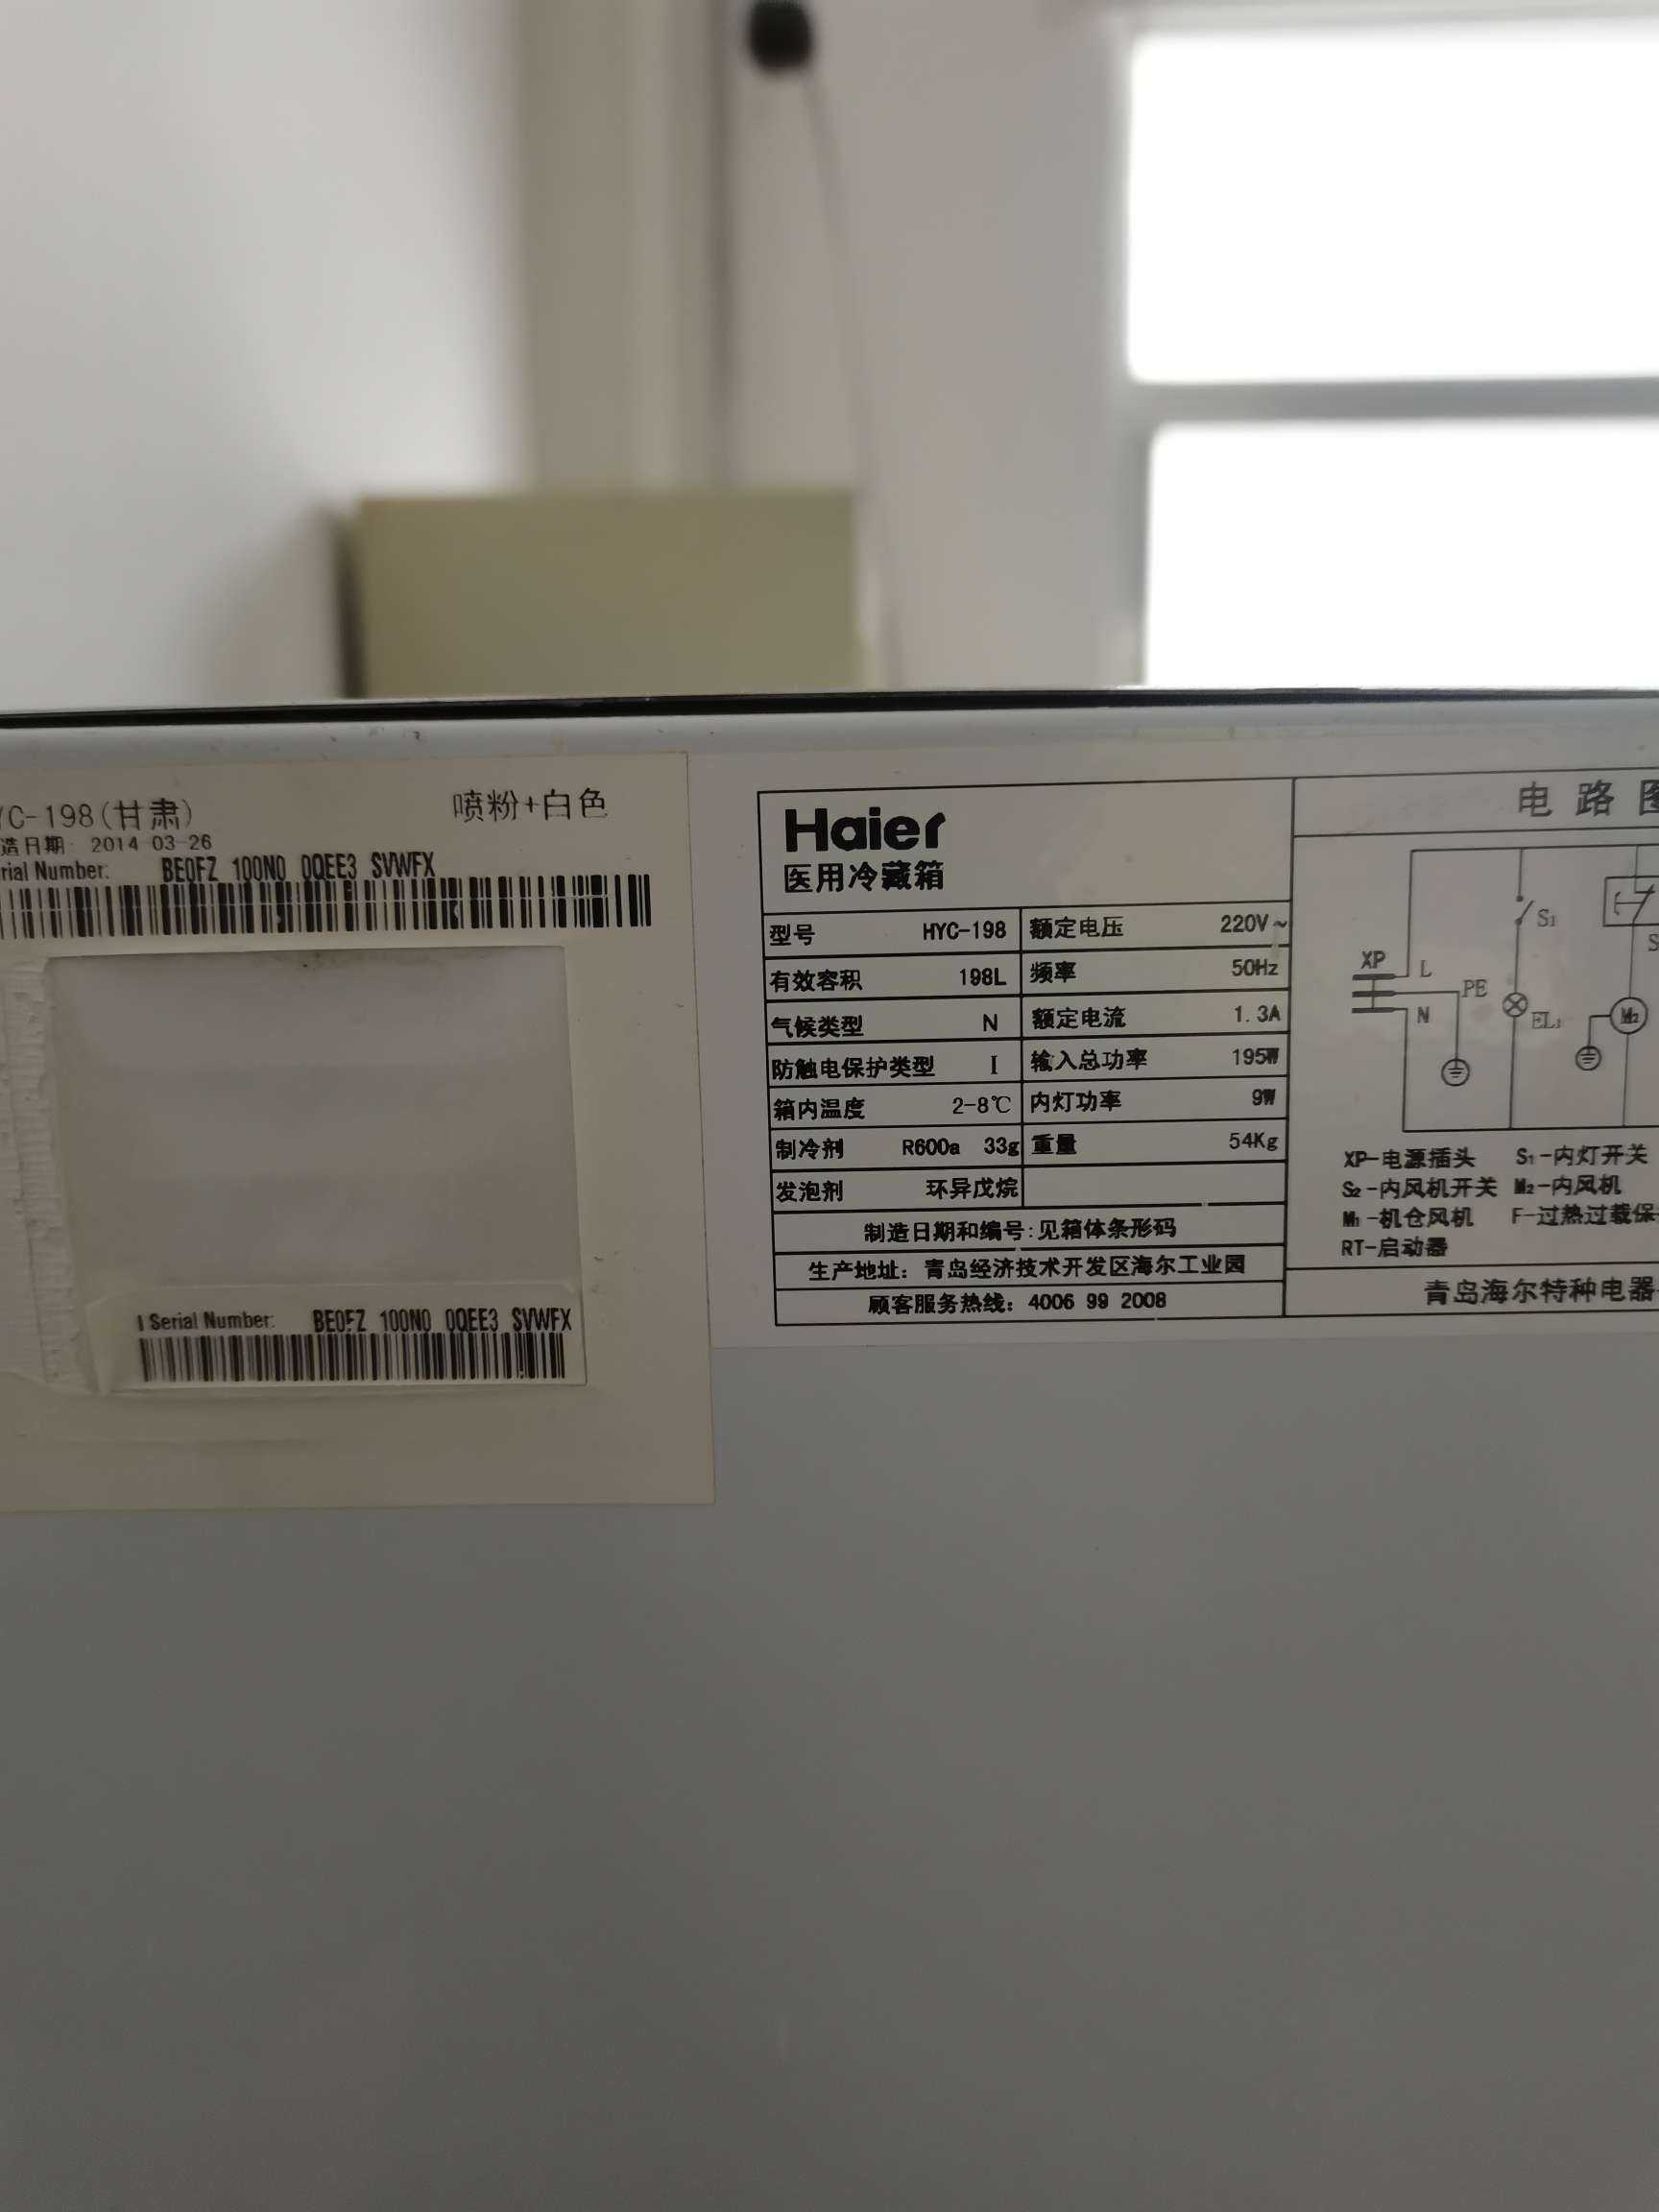 YC-198(甘肃)
喷粉+白色
造日期: 2014-03-26
rial Number: BE0FZ 100N0 0QEE3 SVWFX
Serial Number: BE0FZ 100N0 0QEE3 SVWFX
Haier
医用冷藏箱
型号 HYC-198 额定电压 220V~
有效容积 198L 频率 50Hz
气候类型 N 额定电流 1.3A
防触电保护类型 I 输入总功率 195W
箱内温度 2-8℃ 内灯功率 9W
制冷剂 R600a 33g 重量 54Kg
发泡剂 环异戊烷
制造日期和编号:见箱体条形码
生产地址: 青岛经济技术开发区海尔工业园
顾客服务热线: 4006 99 2008
电路图
S1
XP
L
PE
N
EL1
M2
XP-电源插头 S1-内灯开关
S2-内风机开关 M2-内风机
M1-机仓风机 F-过热过载保
RT-启动器
青岛海尔特种电器